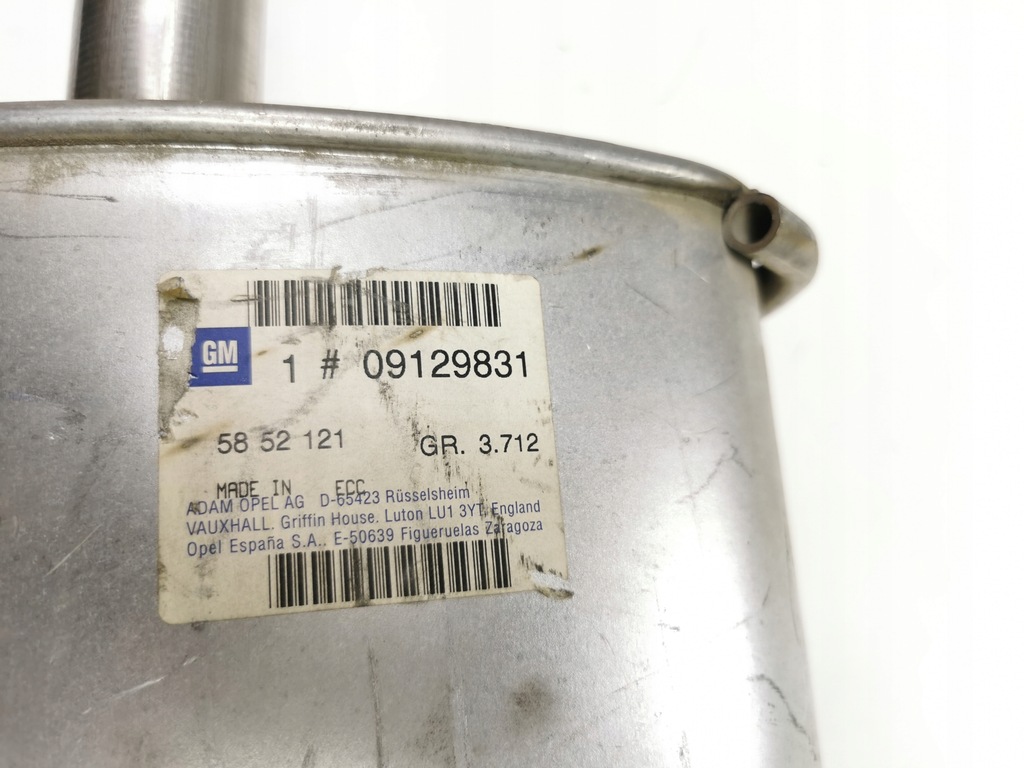 GM 1 # 09129831
58 52 121 GR. 3.712
MADE IN ECC
ADAM OPEL AG D-65423 Rüsselsheim
VAUXHALL. Griffin House. Luton LU1 3YT, England
Opel España S.A.. E-50639 Figueruelas Zaragoza